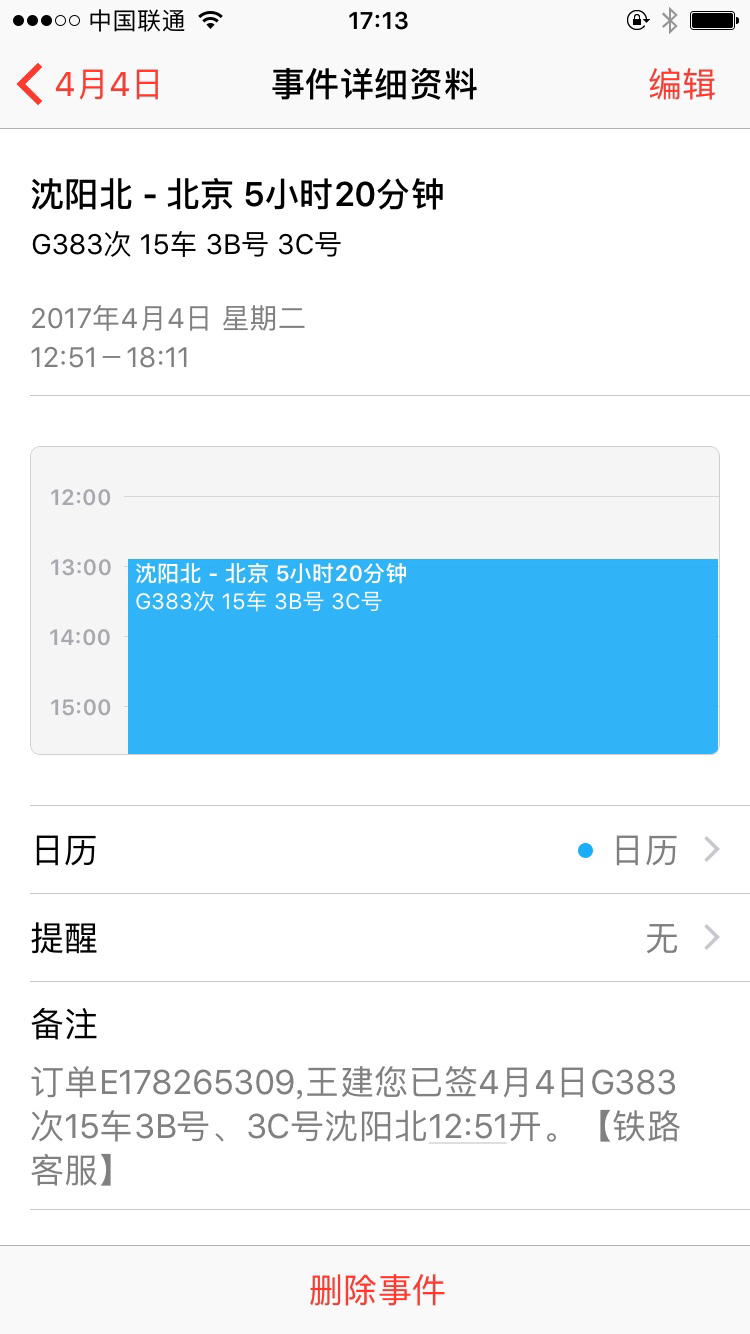 中国联通 17:13
4月4日 事件详细资料 编辑
沈阳北 - 北京 5小时20分钟
G383次 15车 3B号 3C号
2017年4月4日 星期二
12:51－18:11
12:00
13:00 沈阳北 - 北京 5小时20分钟
G383次 15车 3B号 3C号
14:00
15:00
日历 日历
提醒 无
备注
订单E178265309,王建您已签4月4日G383
次15车3B号、3C号沈阳北12:51开。【铁路
客服】
删除事件